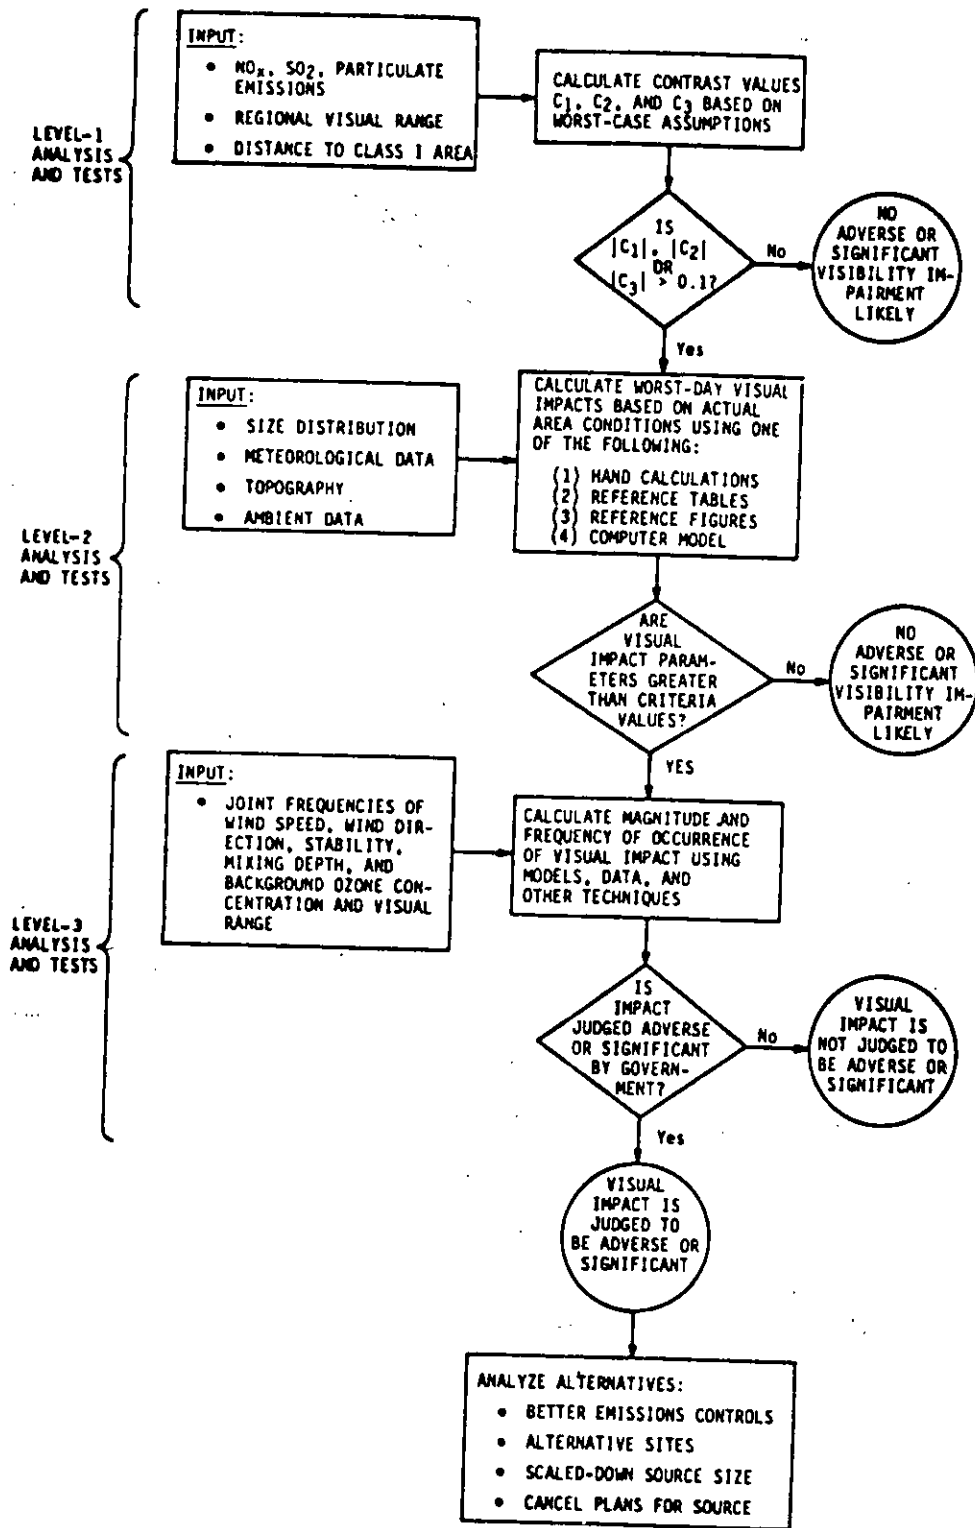 INPUT:
• NOx, SO2, PARTICULATE
EMISSIONS
• REGIONAL VISUAL RANGE
• DISTANCE TO CLASS I AREA
CALCULATE CONTRAST VALUES
C1, C2, AND C3 BASED ON
WORST-CASE ASSUMPTIONS
LEVEL-1
ANALYSIS
AND TESTS
IS
|C1|, |C2|
OR
|C3| > 0.1?
No
NO
ADVERSE OR
SIGNIFICANT
VISIBILITY IM-
PAIRMENT
LIKELY
Yes
INPUT:
• SIZE DISTRIBUTION
• METEOROLOGICAL DATA
• TOPOGRAPHY
• AMBIENT DATA
CALCULATE WORST-DAY VISUAL
IMPACTS BASED ON ACTUAL
AREA CONDITIONS USING ONE
OF THE FOLLOWING:
(1) HAND CALCULATIONS
(2) REFERENCE TABLES
(3) REFERENCE FIGURES
(4) COMPUTER MODEL
LEVEL-2
ANALYSIS
AND TESTS
ARE
VISUAL
IMPACT PARAM-
ETERS GREATER
THAN CRITERIA
VALUES?
No
NO
ADVERSE OR
SIGNIFICANT
VISIBILITY IM-
PAIRMENT
LIKELY
YES
INPUT:
• JOINT FREQUENCIES OF
WIND SPEED, WIND DIR-
ECTION, STABILITY,
MIXING DEPTH, AND
BACKGROUND OZONE CON-
CENTRATION AND VISUAL
RANGE
CALCULATE MAGNITUDE AND
FREQUENCY OF OCCURRENCE
OF VISUAL IMPACT USING
MODELS, DATA, AND
OTHER TECHNIQUES
LEVEL-3
ANALYSIS
AND TESTS
IS
IMPACT
JUDGED ADVERSE
OR SIGNIFICANT
BY GOVERN-
MENT?
No
VISUAL
IMPACT IS
NOT JUDGED TO
BE ADVERSE OR
SIGNIFICANT
Yes
VISUAL
IMPACT IS
JUDGED TO
BE ADVERSE OR
SIGNIFICANT
ANALYZE ALTERNATIVES:
• BETTER EMISSIONS CONTROLS
• ALTERNATIVE SITES
• SCALED-DOWN SOURCE SIZE
• CANCEL PLANS FOR SOURCE